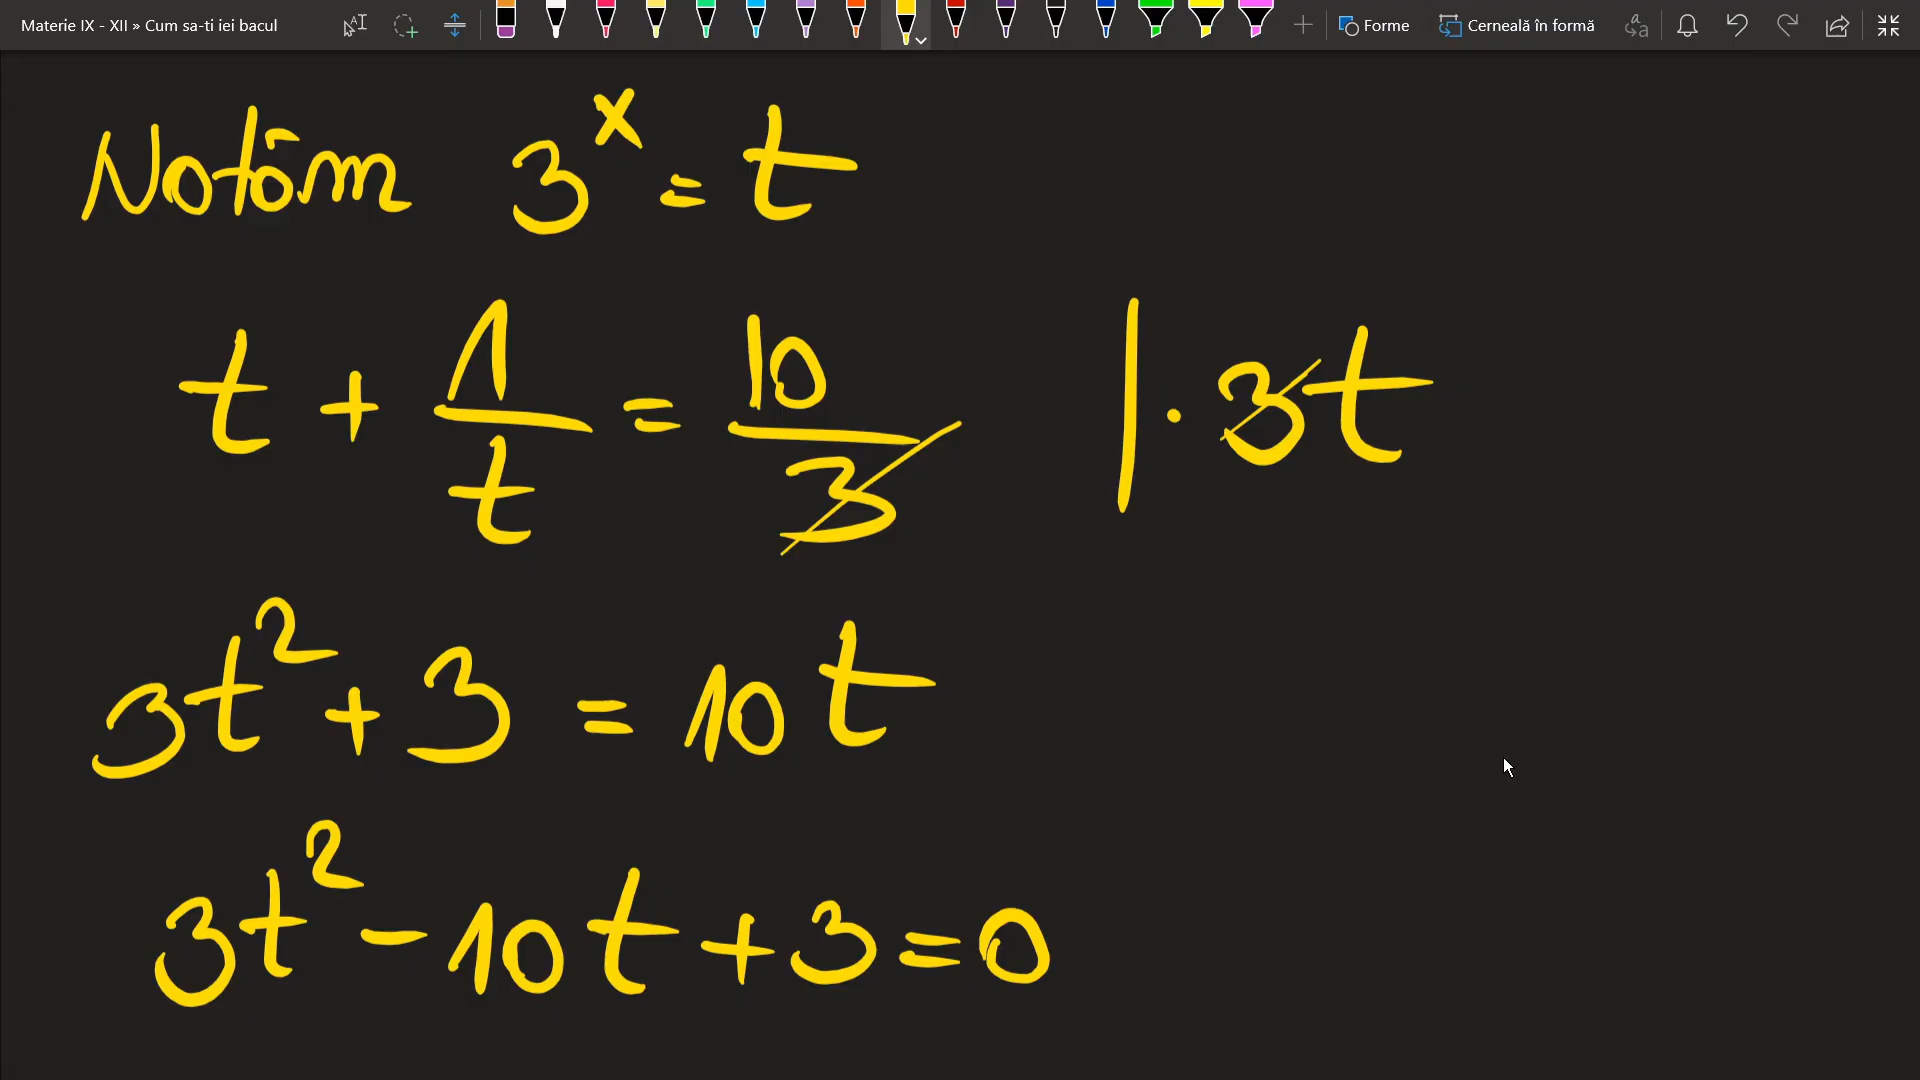 Materie IX - XII » Cum sa-ti iei bacul
Forme
Cerneală în formă
Notăm 3^x = t
t + 1/t = 10/3 | · 3t
3t² + 3 = 10t
3t² - 10t + 3 = 0